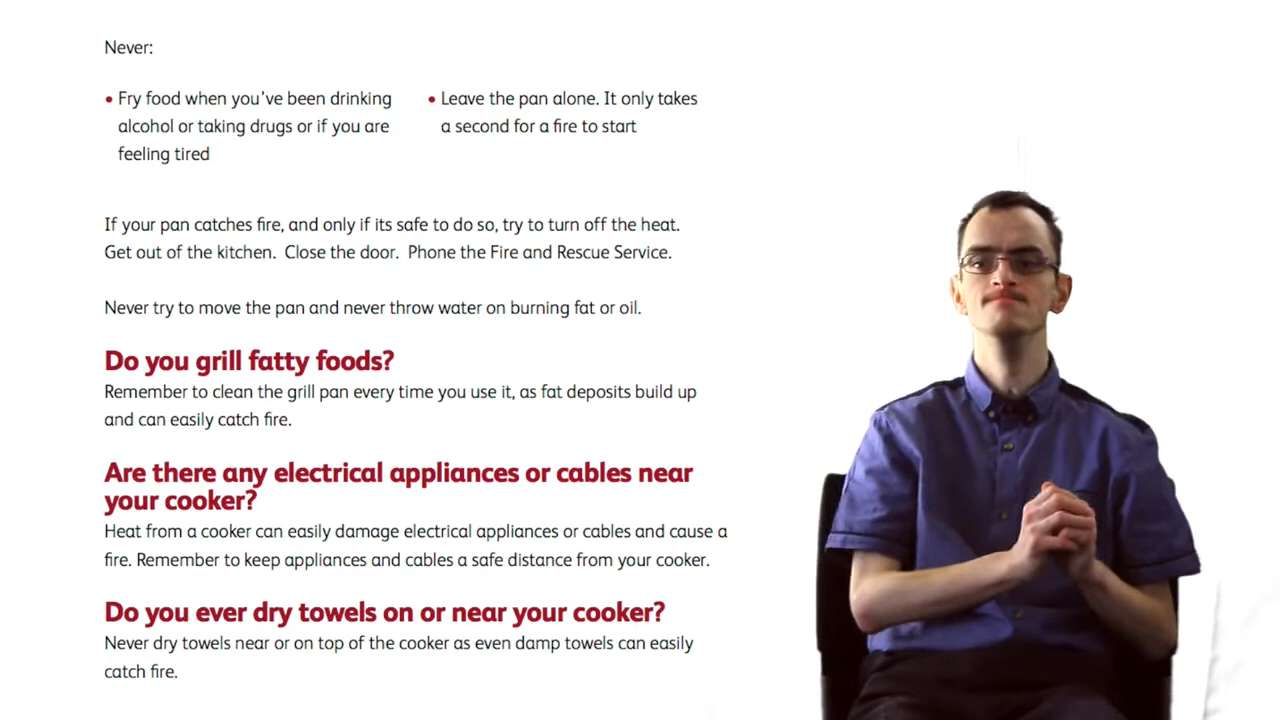 Never:
• Fry food when you've been drinking
alcohol or taking drugs or if you are
feeling tired
• Leave the pan alone. It only takes
a second for a fire to start
If your pan catches fire, and only if its safe to do so, try to turn off the heat.
Get out of the kitchen.  Close the door.  Phone the Fire and Rescue Service.
Never try to move the pan and never throw water on burning fat or oil.
Do you grill fatty foods?
Remember to clean the grill pan every time you use it, as fat deposits build up
and can easily catch fire.
Are there any electrical appliances or cables near
your cooker?
Heat from a cooker can easily damage electrical appliances or cables and cause a
fire. Remember to keep appliances and cables a safe distance from your cooker.
Do you ever dry towels on or near your cooker?
Never dry towels near or on top of the cooker as even damp towels can easily
catch fire.